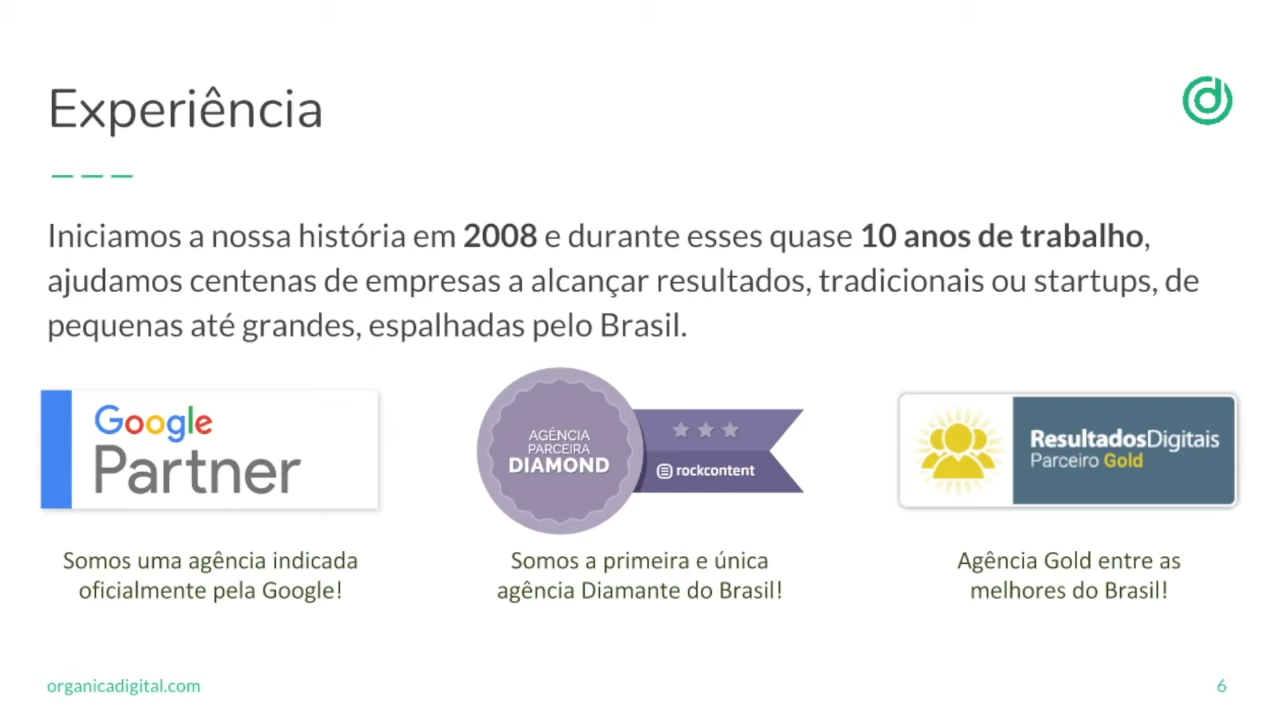 Experiência
Iniciamos a nossa história em 2008 e durante esses quase 10 anos de trabalho,
ajudamos centenas de empresas a alcançar resultados, tradicionais ou startups, de
pequenas até grandes, espalhadas pelo Brasil.
Google
Partner
AGÊNCIA
PARCEIRA
DIAMOND
rockcontent
ResultadosDigitais
Parceiro Gold
Somos uma agência indicada
oficialmente pela Google!
Somos a primeira e única
agência Diamante do Brasil!
Agência Gold entre as
melhores do Brasil!
organicadigital.com
6